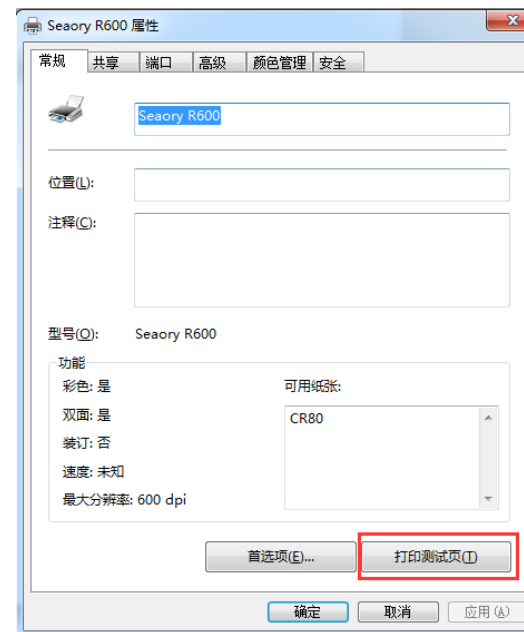 Seaory R600 属性
常规 共享 端口 高级 颜色管理 安全
Seaory R600
位置(L):
注释(C):
型号(O): Seaory R600
功能
彩色: 是 可用纸张:
双面: 是 CR80
装订: 否
速度: 未知
最大分辨率: 600 dpi
首选项(E)... 打印测试页(T)
确定 取消 应用(A)